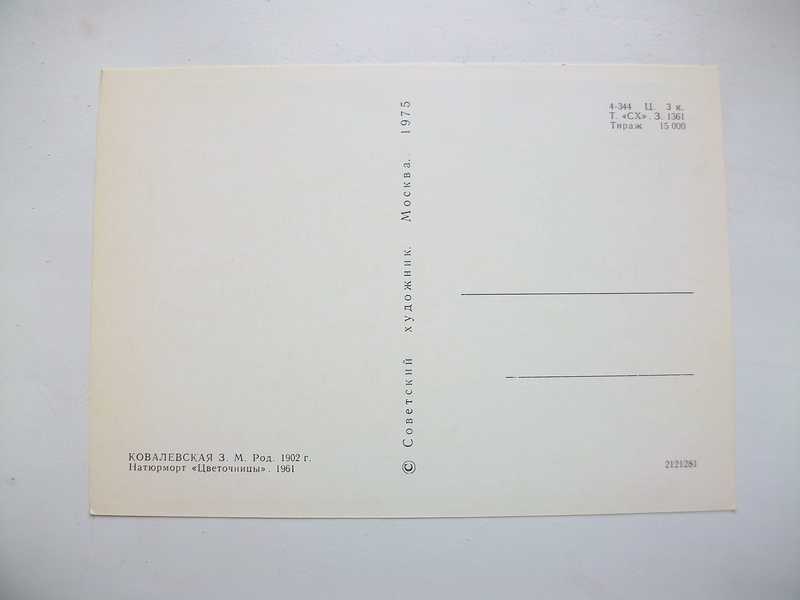 4-344 Ц. 3 к.
Т. «СХ». З. 1361
Тираж 15 000
© Советский художник. Москва. 1975
КОВАЛЕВСКАЯ З. М. Род. 1902 г.
Натюрморт «Цветочницы». 1961
2121281